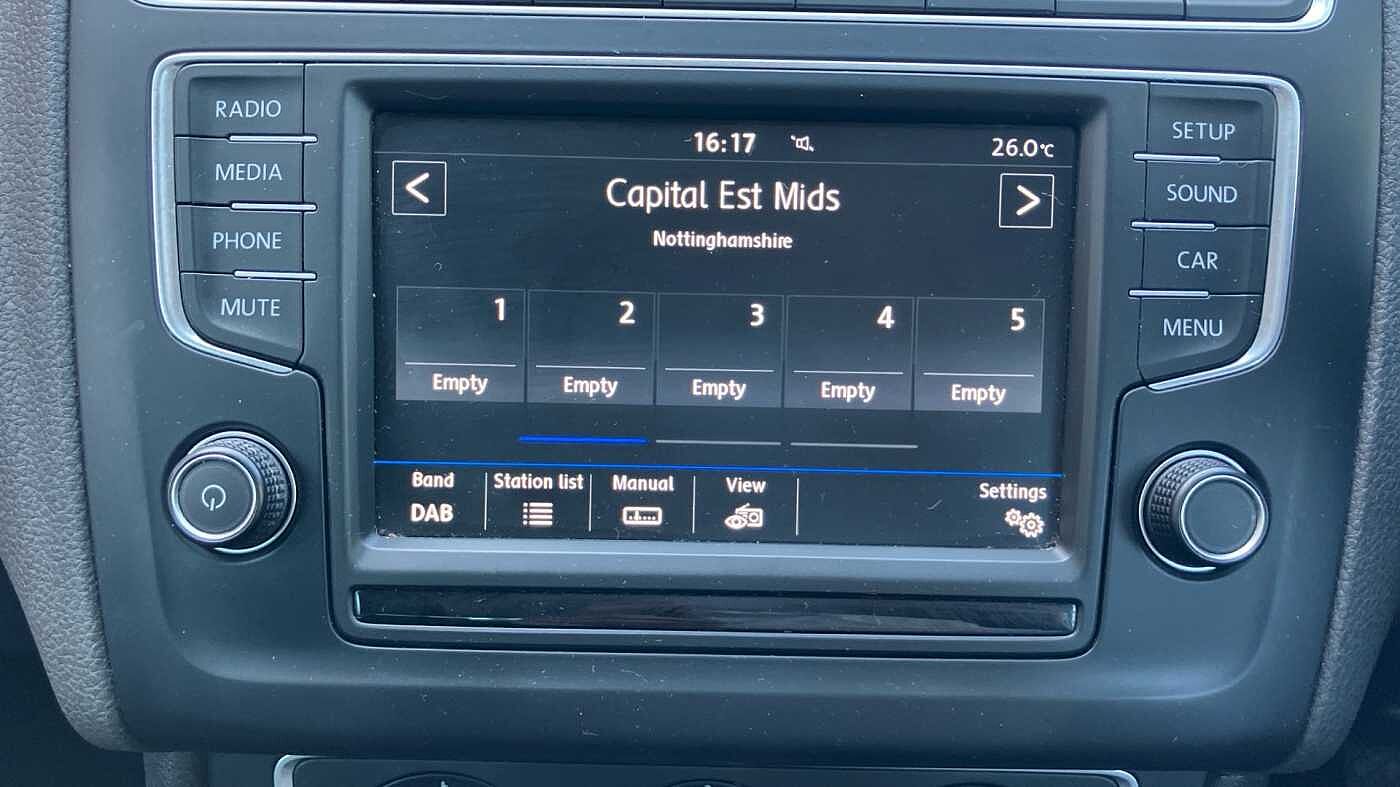 RADIO
MEDIA
PHONE
MUTE
16:17
26.0°C
<
Capital Est Mids
>
Nottinghamshire
1 2 3 4 5
Empty Empty Empty Empty Empty
Band Station list Manual View Settings
DAB
SETUP
SOUND
CAR
MENU